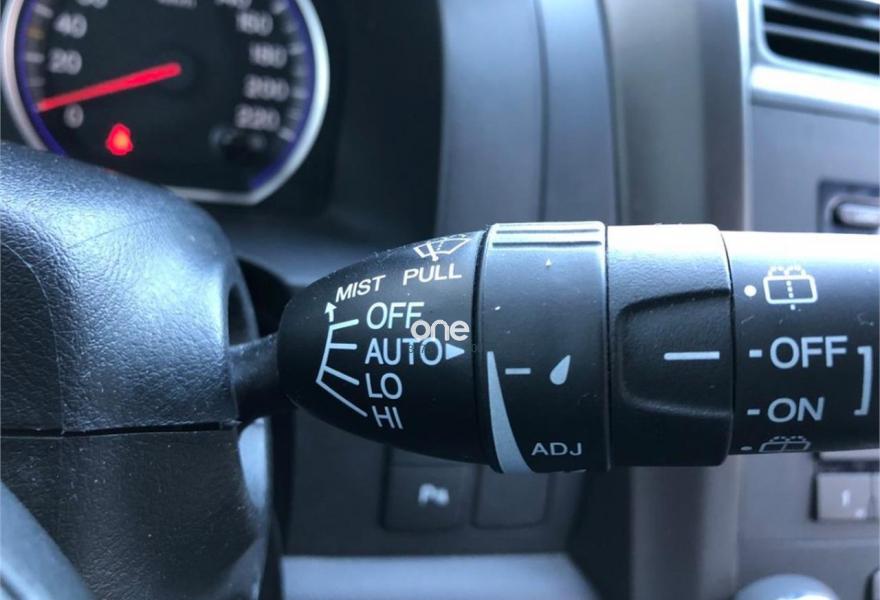 40
20
0
160
180
200
220
MIST PULL
OFF
AUTO
LO
HI
one
ADJ
OFF
ON
P